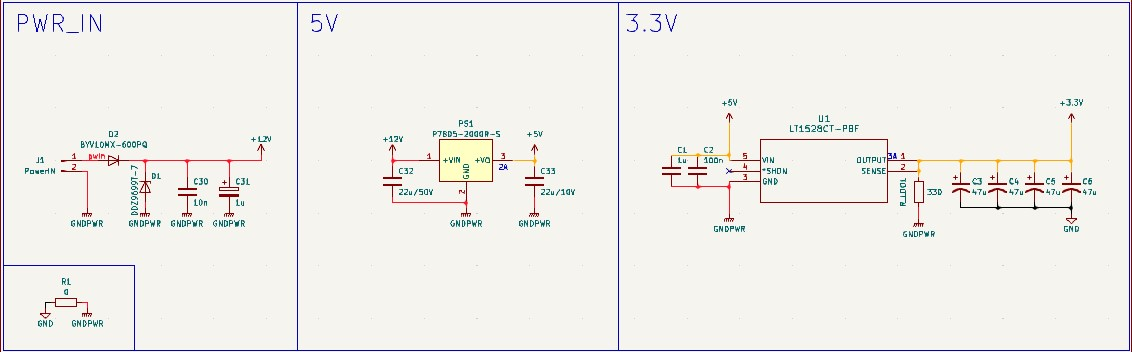 PWR_IN
5V
3.3V
D2
BYV10MX-600PQ
J1
PowerIN
1
2
pwin
+12V
DDZ9699T-7
D1
C30
10n
C31
1u
GNDPWR
GNDPWR
GNDPWR
GNDPWR
R1
0
GND
GNDPWR
PS1
P78D5-2000R-S
+12V
1
+VIN
+VO
GND
3
2A
2
+5V
C32
22u/50V
C33
22u/10V
GNDPWR
GNDPWR
+5V
U1
LT1528CT-PBF
C1
1u
C2
100n
5
4
3
VIN
*SHDN
GND
OUTPUT
SENSE
3A
1
2
+3.3V
R_IDOL
330
C3
47u
C4
47u
C5
47u
C6
47u
GNDPWR
GNDPWR
GND